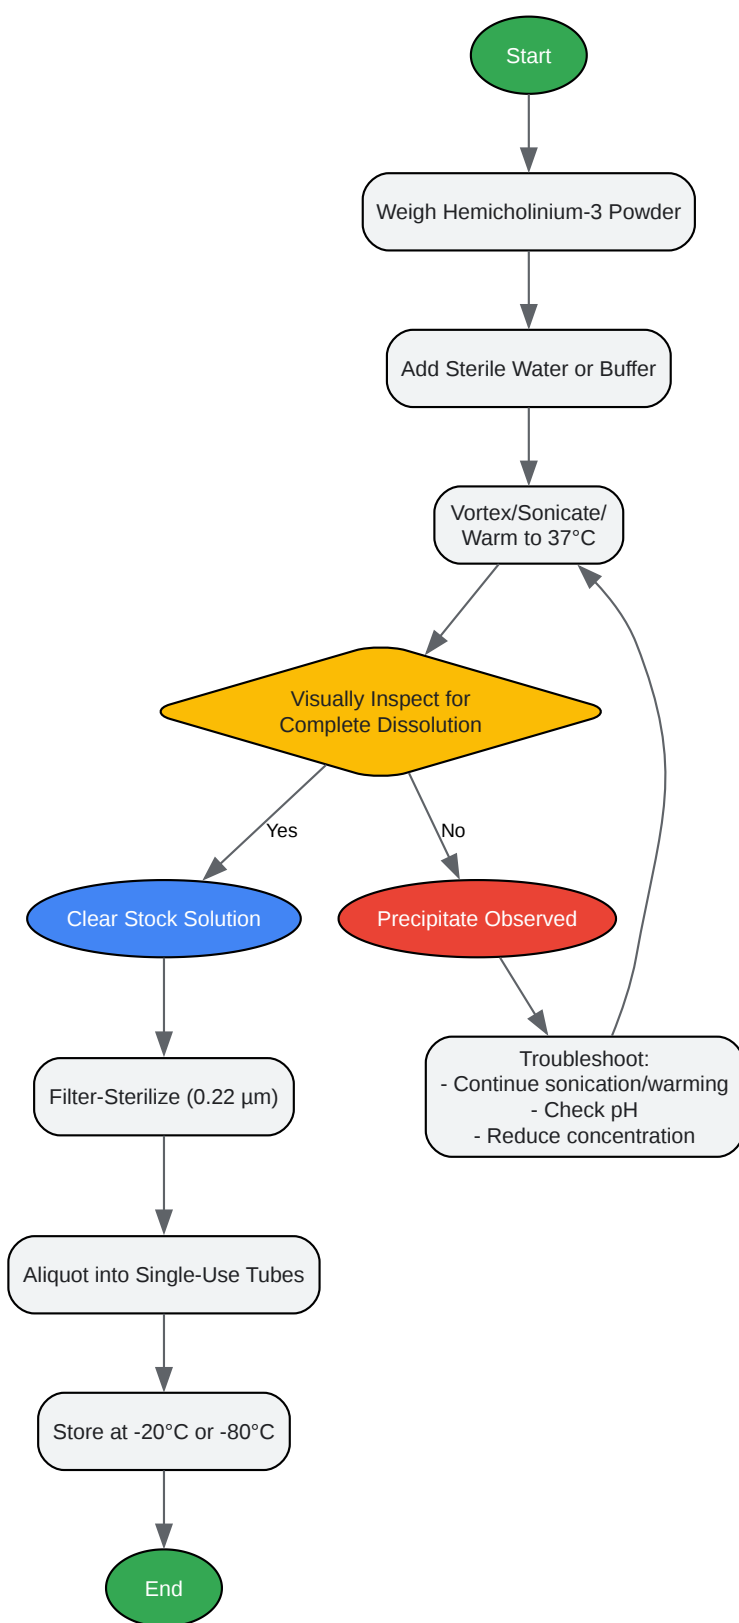 Start
Weigh Hemicholinium-3 Powder
Add Sterile Water or Buffer
Vortex/Sonicate/
Warm to 37°C
Visually Inspect for
Complete Dissolution
Yes
No
Clear Stock Solution
Precipitate Observed
Filter-Sterilize (0.22 µm)
Troubleshoot:
- Continue sonication/warming
- Check pH
- Reduce concentration
Aliquot into Single-Use Tubes
Store at -20°C or -80°C
End